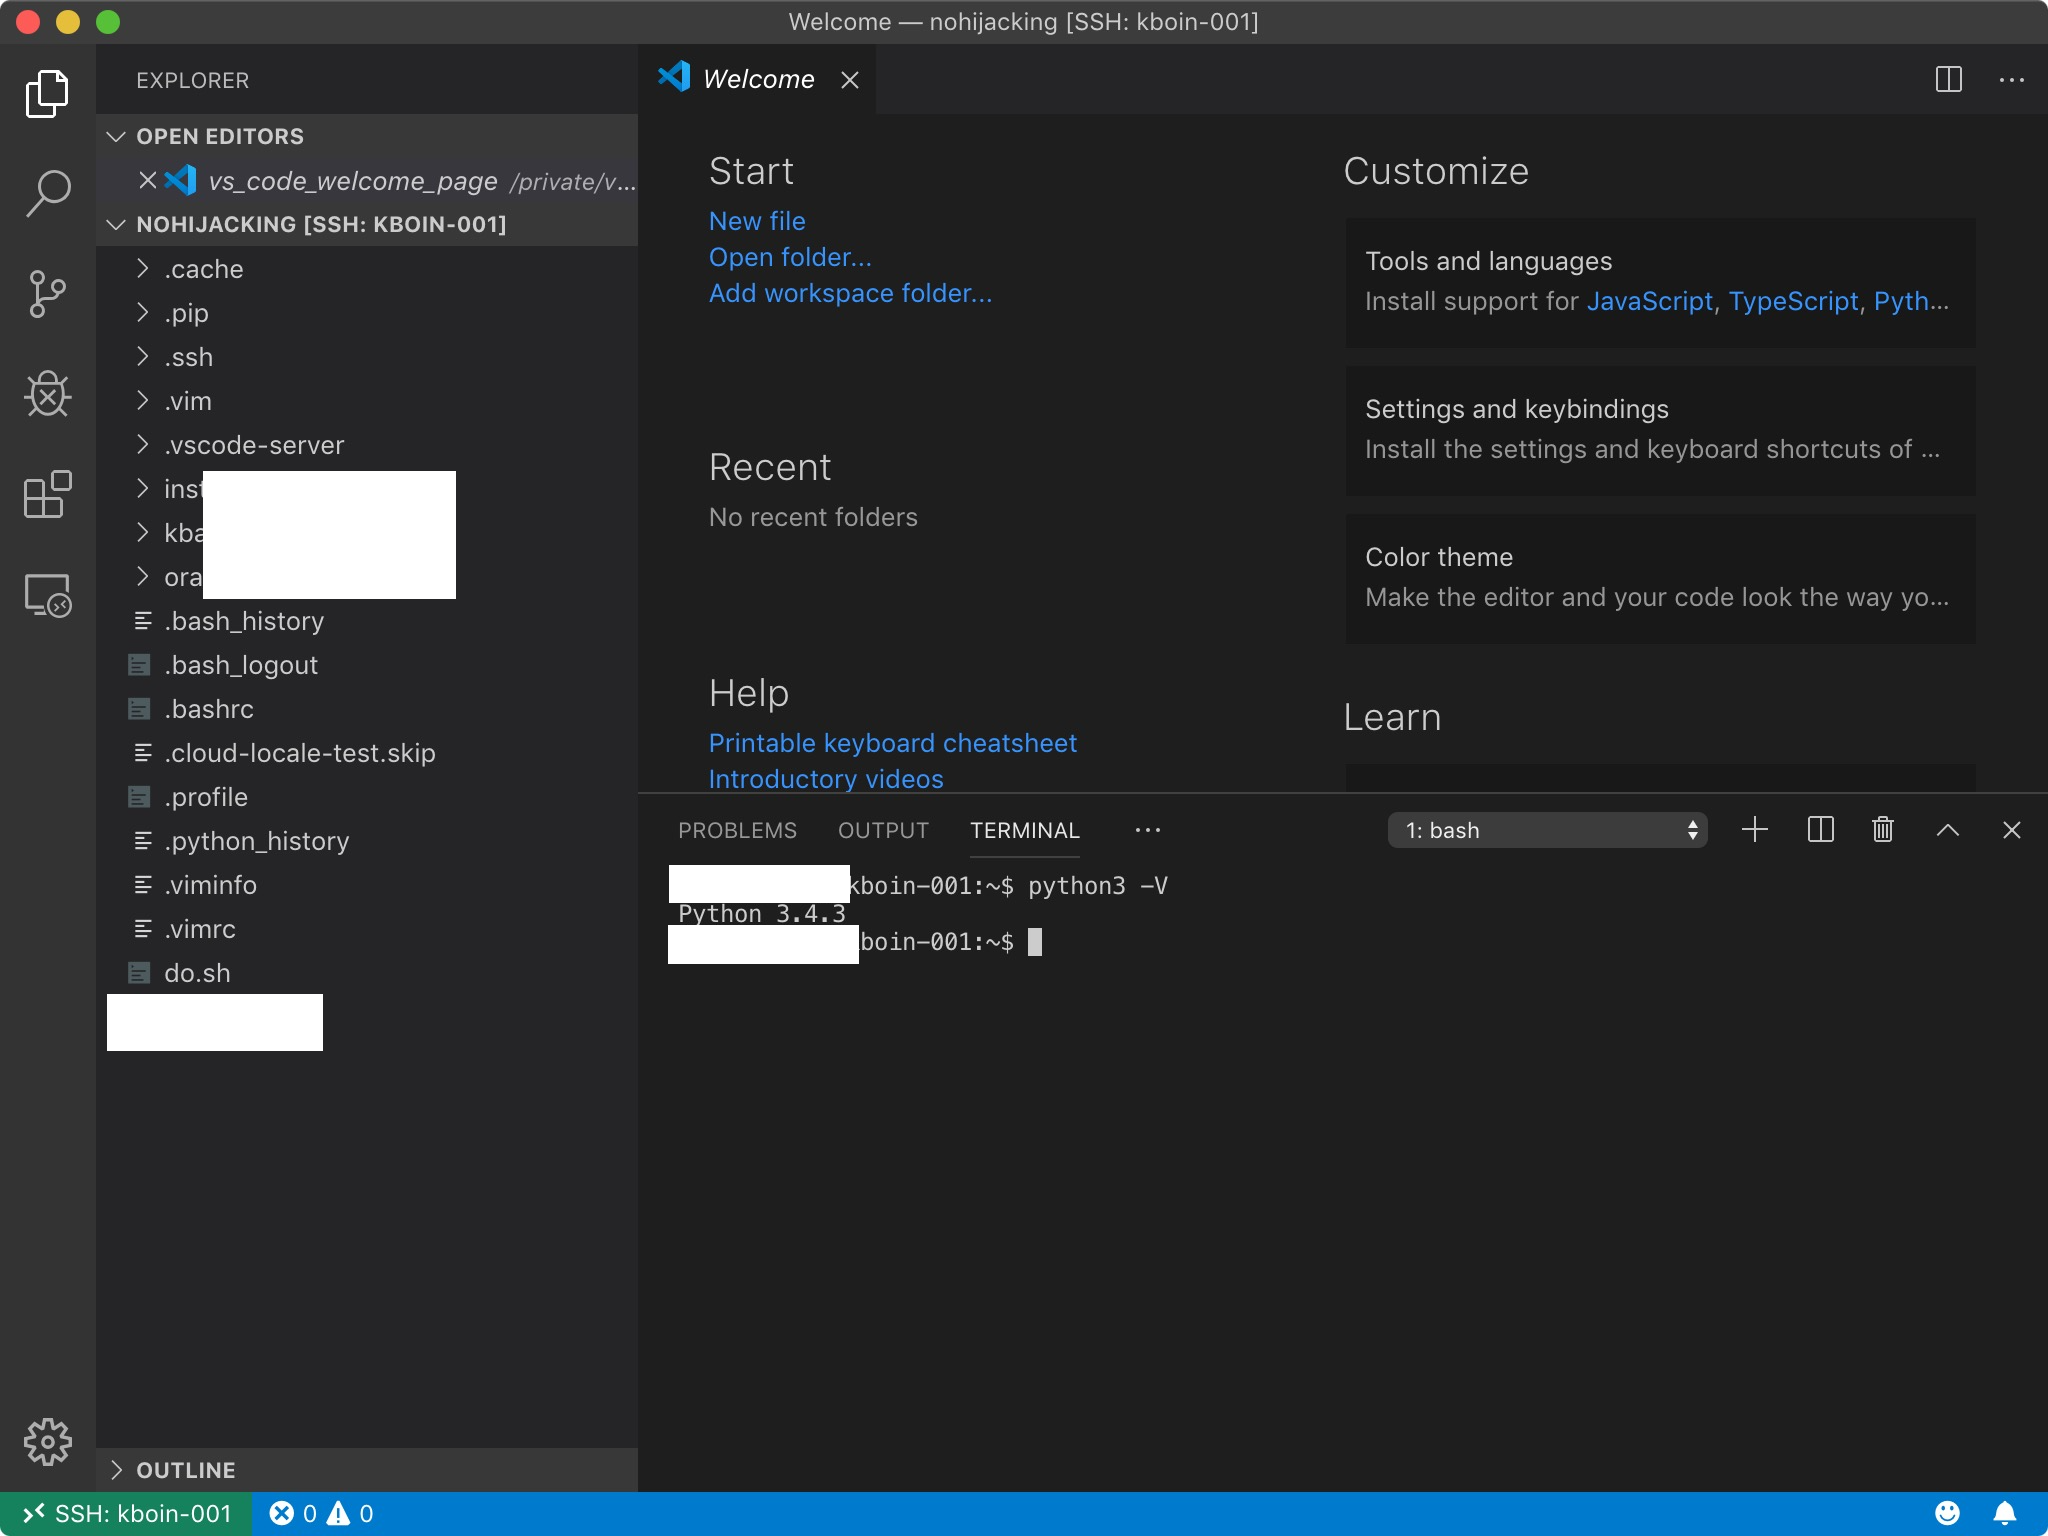 Welcome — nohijacking [SSH: kboin-001]
EXPLORER
OPEN EDITORS
vs_code_welcome_page /private/v...
NOHIJACKING [SSH: KBOIN-001]
.cache
.pip
.ssh
.vim
.vscode-server
inst
kba
ora
.bash_history
.bash_logout
.bashrc
.cloud-locale-test.skip
.profile
.python_history
.viminfo
.vimrc
do.sh
OUTLINE
Welcome
Start
New file
Open folder...
Add workspace folder...
Recent
No recent folders
Help
Printable keyboard cheatsheet
Introductory videos
Customize
Tools and languages
Install support for JavaScript, TypeScript, Pyth...
Settings and keybindings
Install the settings and keyboard shortcuts of ...
Color theme
Make the editor and your code look the way yo...
Learn
PROBLEMS OUTPUT TERMINAL ... 1: bash
kboin-001:~$ python3 -V
Python 3.4.3
boin-001:~$
SSH: kboin-001 0 0